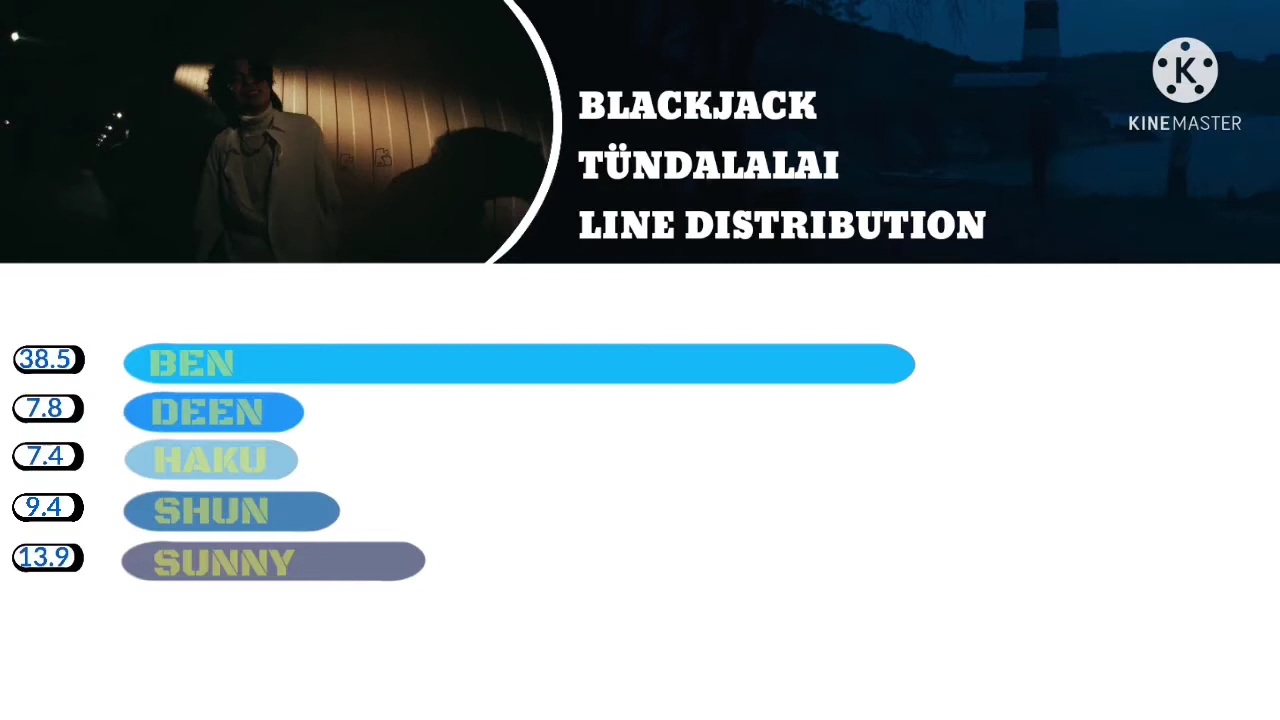 BLACKJACK
TÜNDALALAI
LINE DISTRIBUTION
K
KINEMASTER
38.5 BEN
7.8 DEEN
7.4 HAKU
9.4 SHUN
13.9 SUNNY